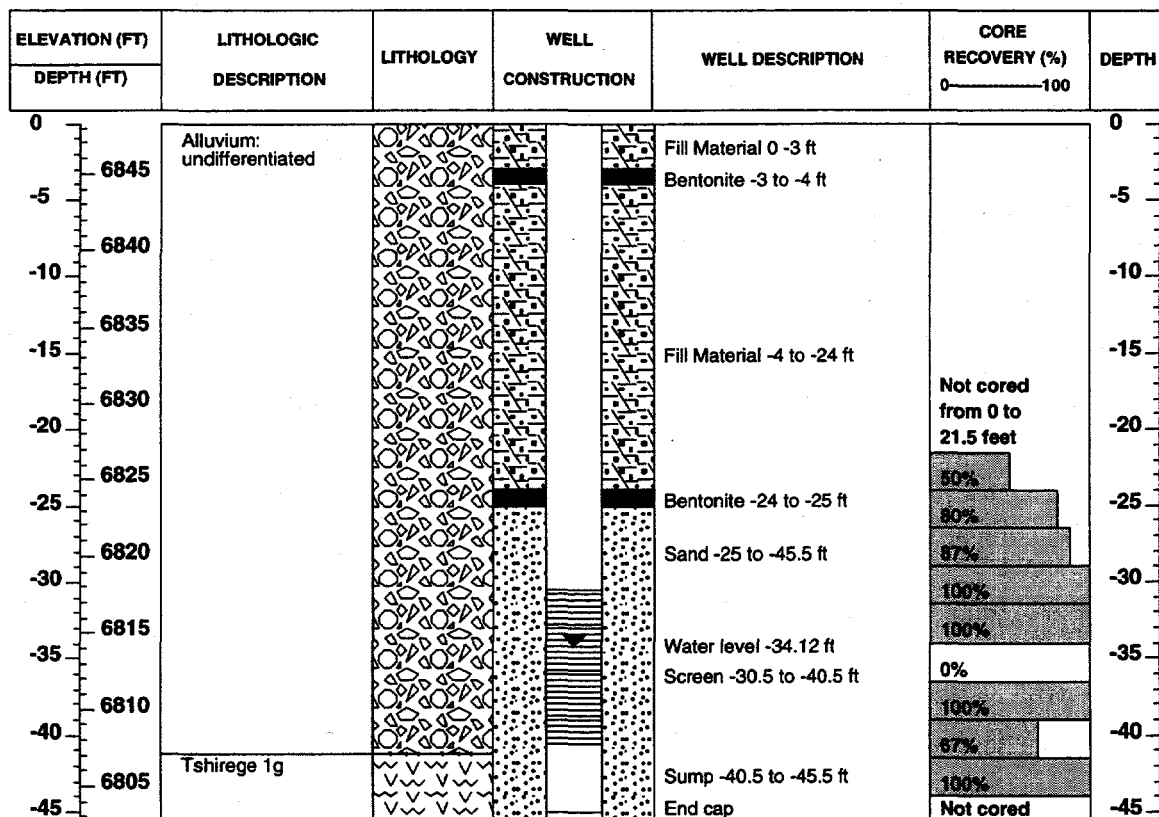 ELEVATION (FT)
DEPTH (FT)
LITHOLOGIC
DESCRIPTION
LITHOLOGY
WELL
CONSTRUCTION
WELL DESCRIPTION
CORE
RECOVERY (%)
0----------------100
DEPTH
0
Alluvium:
undifferentiated
Fill Material 0 -3 ft
0
6845
Bentonite -3 to -4 ft
-5
-5
6840
-10
-10
6835
-15
Fill Material -4 to -24 ft
-15
6830
Not cored
from 0 to
21.5 feet
-20
-20
6825
50%
-25
Bentonite -24 to -25 ft
80%
-25
6820
Sand -25 to -45.5 ft
87%
-30
100%
-30
6815
100%
Water level -34.12 ft
-35
Screen -30.5 to -40.5 ft
0%
-35
6810
100%
-40
67%
-40
Tshirege 1g
6805
Sump -40.5 to -45.5 ft
100%
-45
End cap
Not cored
-45